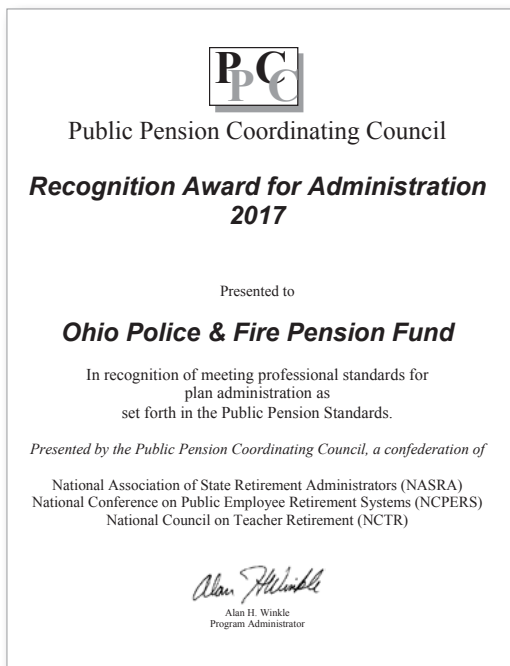 P P C C
Public Pension Coordinating Council
Recognition Award for Administration
2017
Presented to
Ohio Police & Fire Pension Fund
In recognition of meeting professional standards for
plan administration as
set forth in the Public Pension Standards.
Presented by the Public Pension Coordinating Council, a confederation of
National Association of State Retirement Administrators (NASRA)
National Conference on Public Employee Retirement Systems (NCPERS)
National Council on Teacher Retirement (NCTR)
Alan H Winkle
Alan H. Winkle
Program Administrator